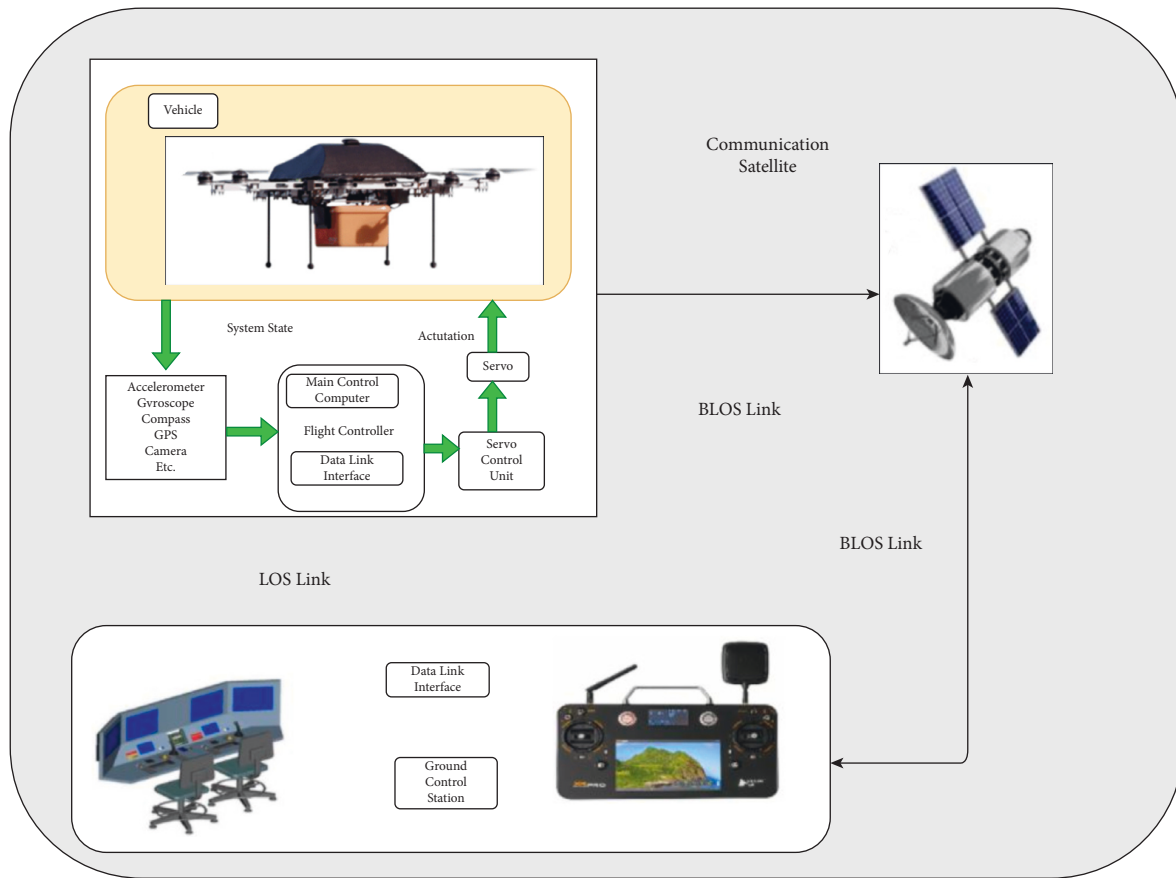 Vehicle
Communication
Satellite
System State
Actutation
Servo
Accelerometer
Gvroscope
Compass
GPS
Camera
Etc.
Main Control
Computer
Flight Controller
Data Link
Interface
Servo
Control
Unit
BLOS Link
BLOS Link
LOS Link
Data Link
Interface
Ground
Control
Station
PRO